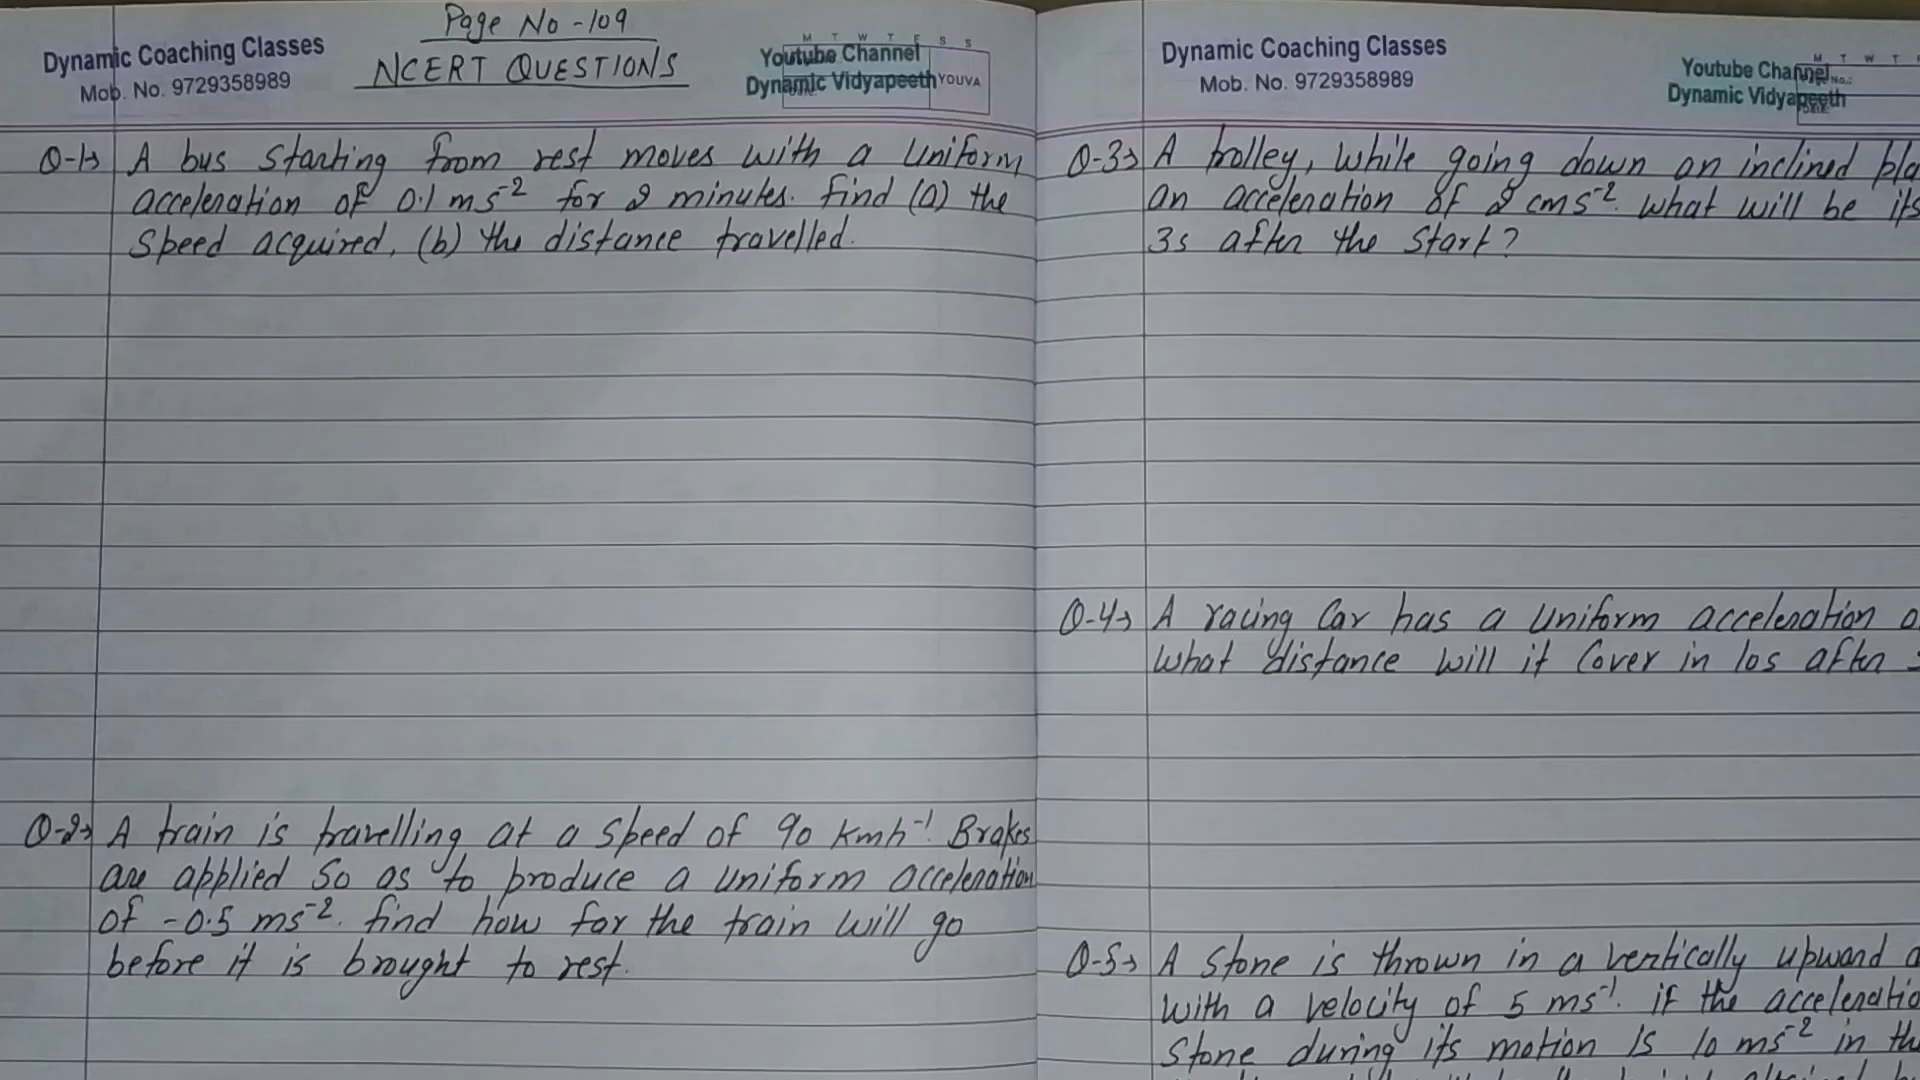 Page No - 109
NCERT QUESTIONS
Dynamic Coaching Classes
Mob. No. 9729358989
M T W T F S S
Youtube Channel
Dynamic Vidyapeeth
YOUVA
Q-1→ A bus starting from rest moves with a uniform
acceleration of 0.1 ms⁻² for 2 minutes. find (a) the
speed acquired, (b) the distance travelled.
Q-2→ A train is travelling at a speed of 90 kmh⁻¹. Brakes
are applied so as to produce a uniform acceleration
of -0.5 ms⁻². find how far the train will go
before it is brought to rest.
Dynamic Coaching Classes
Mob. No. 9729358989
M T W T
Youtube Channel
Dynamic Vidyapeeth
Q-3→ A trolley, while going down an inclined pla
an acceleration of 2 cms⁻². what will be its
3s after the start?
Q-4→ A racing car has a uniform acceleration o
what distance will it cover in 10s after
Q-5→ A stone is thrown in a vertically upward
with a velocity of 5 ms⁻¹. if the acceleratio
stone during its motion is 10 ms⁻² in th